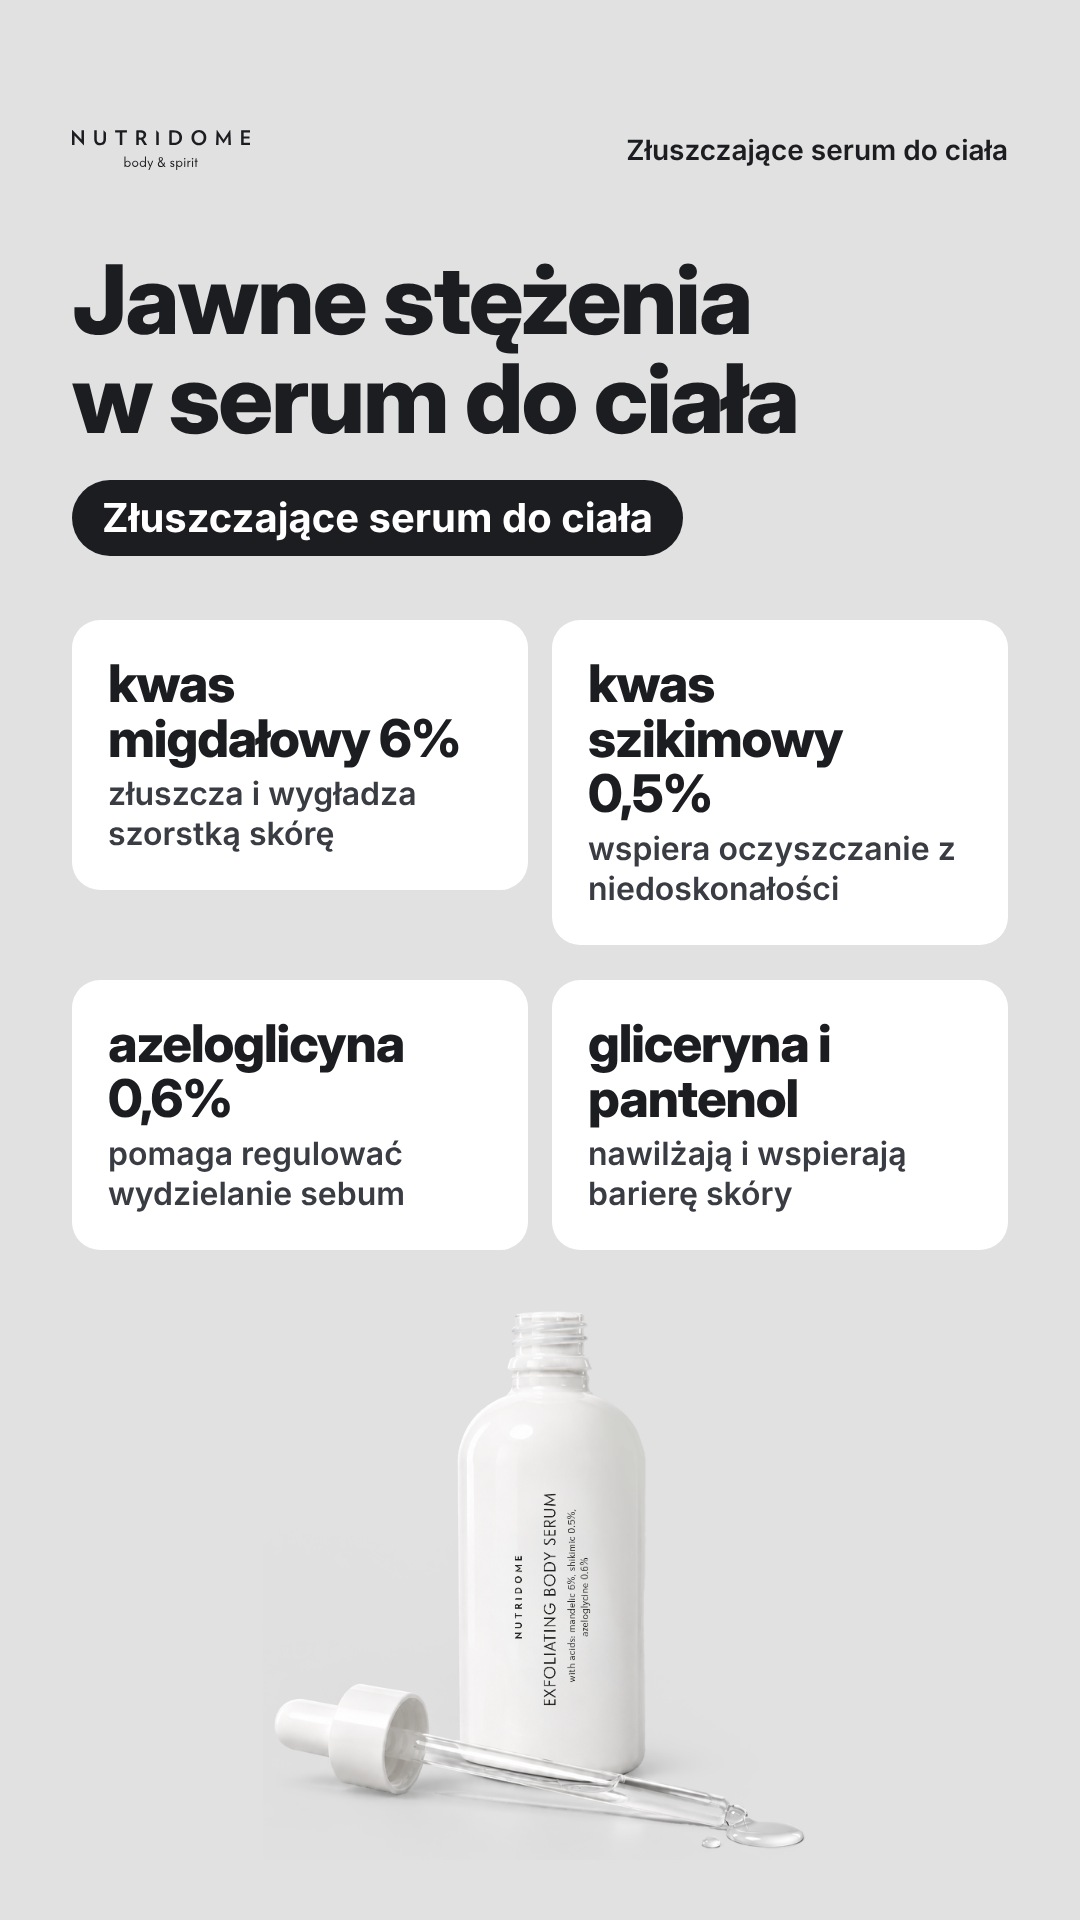 NUTRIDOME
body & spirit
Złuszczające serum do ciała
Jawne stężenia
w serum do ciała
Złuszczające serum do ciała
kwas
migdałowy 6%
złuszcza i wygładza
szorstką skórę
kwas
szikimowy
0,5%
wspiera oczyszczanie z
niedoskonałości
azeloglicyna
0,6%
pomaga regulować
wydzielanie sebum
gliceryna i
pantenol
nawilżają i wspierają
barierę skóry
NUTRIDOME
EXFOLIATING BODY SERUM
with acids: mandelic 6%, shikimic 0.5%,
azeloglycine 0.6%